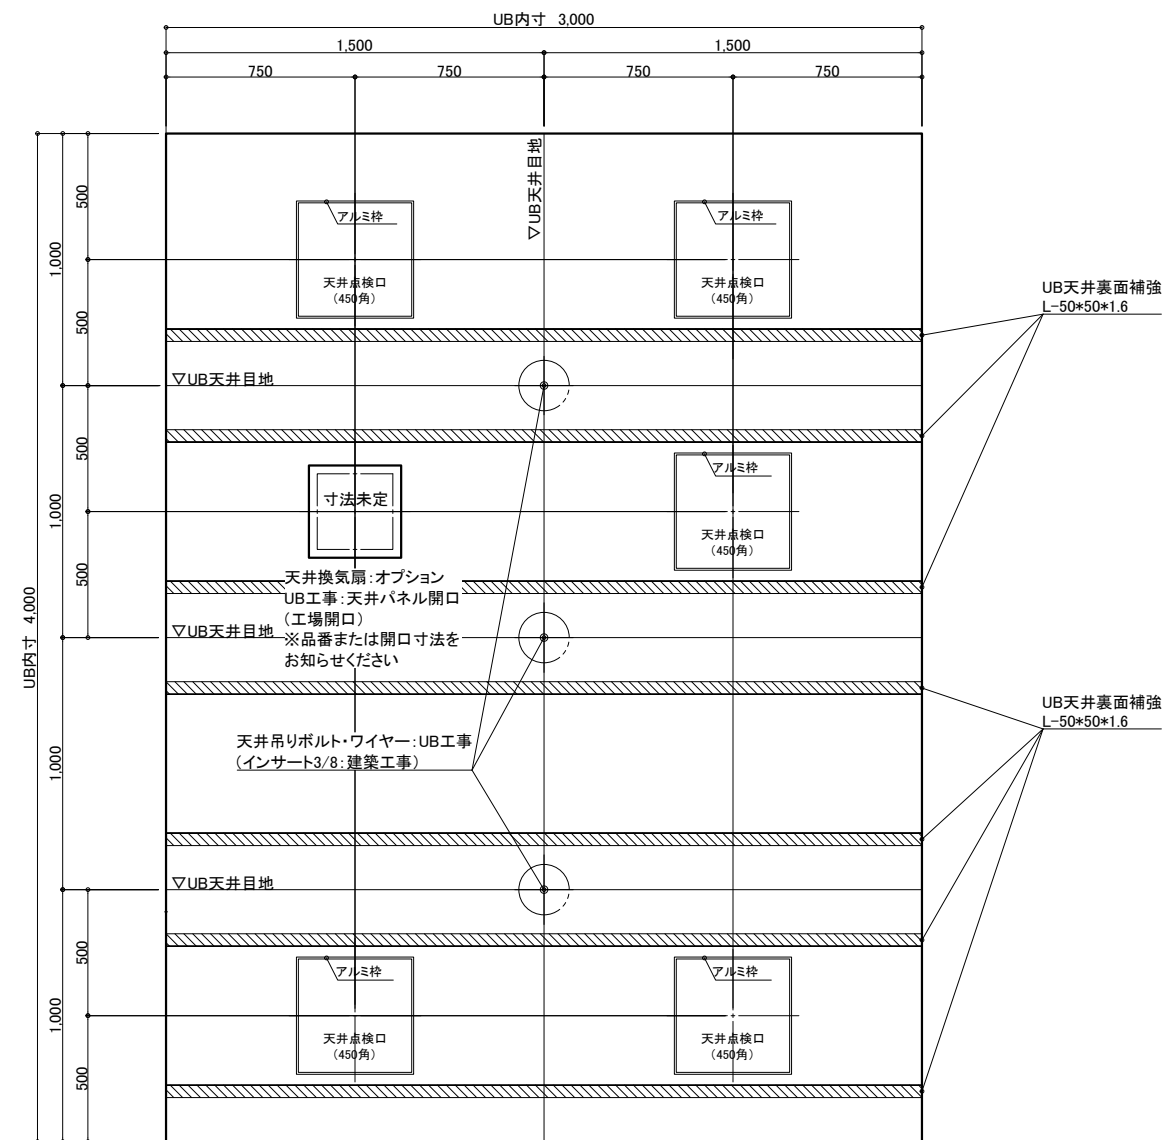 UB内寸 3,000
1,500
1,500
750
750
750
750
▽UB天井目地
500
1,000
アルミ枠
天井点検口
(450角)
アルミ枠
天井点検口
(450角)
UB天井裏面補強
L-50*50*1.6
500
▽UB天井目地
500
1,000
寸法未定
アルミ枠
天井点検口
(450角)
500
天井換気扇:オプション
UB工事:天井パネル開口
(工場開口)
※品番または開口寸法を
お知らせください
▽UB天井目地
UB内寸 4,000
UB天井裏面補強
L-50*50*1.6
天井吊りボルト・ワイヤー:UB工事
(インサート3/8:建築工事)
1,000
▽UB天井目地
500
1,000
アルミ枠
天井点検口
(450角)
アルミ枠
天井点検口
(450角)
500